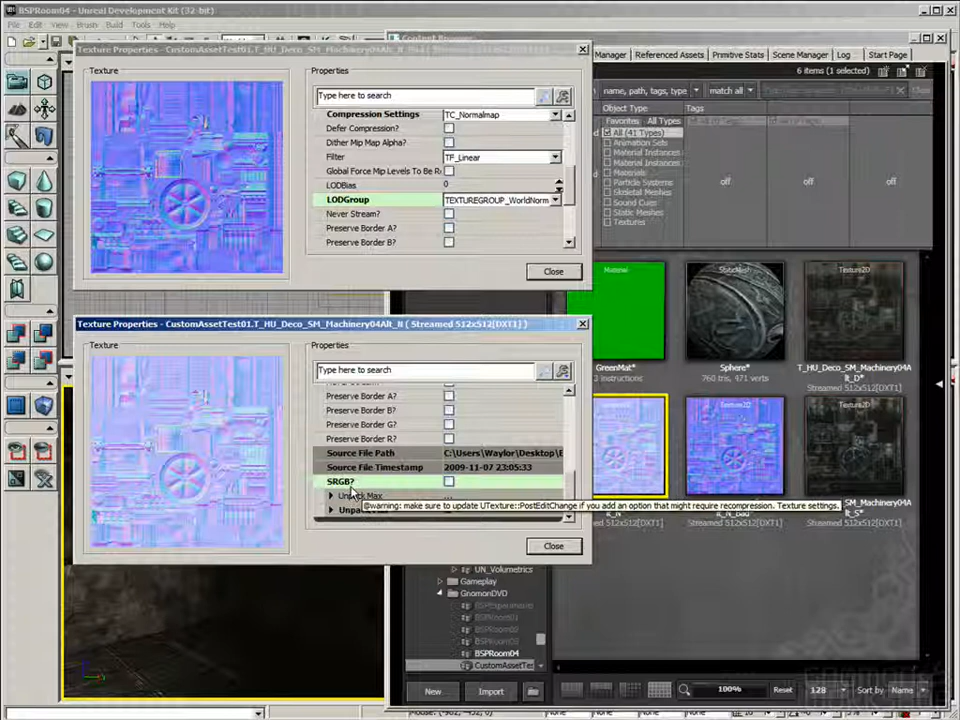 BSPRoom04 - Unreal Development Kit (32-bit)
File Edit View Brush Build Tools Help
Texture Properties - CustomAssetTest01.T_HU_Deco_SM_Machinery04Alt_N
Texture
Properties
Type here to search
Compression Settings TC_Normalmap
Defer Compression?
Dither Mip Map Alpha?
Filter TF_Linear
Global Force Mip Levels To Be R
LODBias 0
LODGroup TEXTUREGROUP_WorldNorm
Never Stream?
Preserve Border A?
Preserve Border B?
Close
Texture Properties - CustomAssetTest01.T_HU_Deco_SM_Machinery04Alt_N ( Streamed 512x512[DXT1] )
Texture
Properties
Type here to search
Preserve Border A?
Preserve Border B?
Preserve Border G?
Preserve Border R?
Source File Path C:\Users\Waylor\Desktop\E
Source File Timestamp 2009-11-07 23:05:33
SRGB?
Unpack Max
@warning: make sure to update UTexture::PostEditChange if you add an option that might require recompression. Texture settings.
Close
Manager Referenced Assets Primitive Stats Scene Manager Log Start Page
6 items (1 selected)
name, path, tags, type match all
Object Type Tags
Favorites All Types
All (41 Types)
Animation Sets
Material Instances
Materials
Particle Systems
Skeletal Meshes
Sound Cues
Static Meshes
Textures
off off off
Material StaticMesh Texture2D
GreenMat* Sphere* T_HU_Deco_SM_Machinery04A
instructions 760 tris, 471 verts lt_D*
Streamed 512x512[DXT1]
Texture2D Texture2D
UN_Volumetrics
Gameplay
GnomonDVD
BSPExperiments
BSPRoom01
BSPRoom02
BSPRoom03
BSPRoom04
CustomAssetTes
New Import 100% Reset 128 Sort by Name